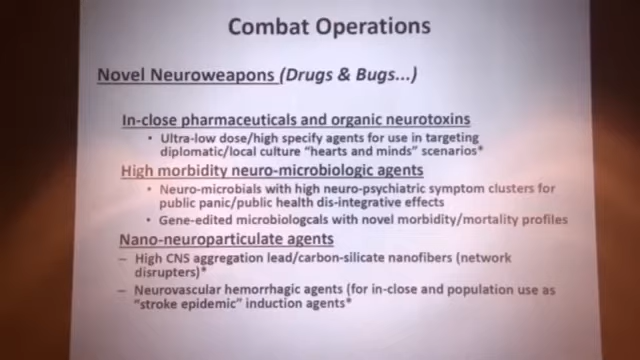 Combat Operations
Novel Neuroweapons (Drugs & Bugs...)
In-close pharmaceuticals and organic neurotoxins
• Ultra-low dose/high specify agents for use in targeting
diplomatic/local culture "hearts and minds" scenarios*
High morbidity neuro-microbiologic agents
• Neuro-microbials with high neuro-psychiatric symptom clusters for
public panic/public health dis-integrative effects
• Gene-edited microbiologcals with novel morbidity/mortality profiles
Nano-neuroparticulate agents
– High CNS aggregation lead/carbon-silicate nanofibers (network
disrupters)*
– Neurovascular hemorrhagic agents (for in-close and population use as
"stroke epidemic" induction agents*